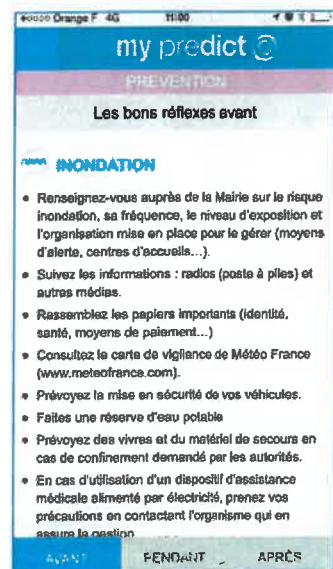 Orange F 4G 11:00
my predict
PREVENTION
Les bons réflexes avant
INONDATION
• Renseignez-vous auprès de la Mairie sur le risque
inondation, sa fréquence, le niveau d'exposition et
l'organisation mise en place pour le gérer (moyens
d'alerte, centres d'accueils...).
• Suivez les informations : radios (poste à piles) et
autres médias.
• Rassemblez les papiers importants (identité,
santé, moyens de paiement...)
• Consultez la carte de vigilance de Météo France
(www.meteofrance.com).
• Prévoyez la mise en sécurité de vos véhicules.
• Faites une réserve d'eau potable
• Prévoyez des vivres et du matériel de secours en
cas de confinement demandé par les autorités.
• En cas d'utilisation d'un dispositif d'assistance
médicale alimenté par électricité, prenez vos
précautions en contactant l'organisme qui en
assure la gestion
AVANT PENDANT APRÈS